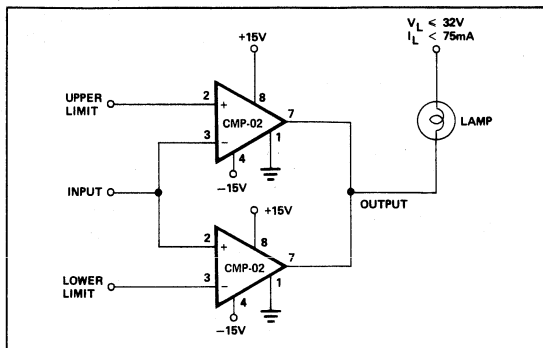 V_L ≤ 32V
I_L < 75mA
+15V
UPPER LIMIT
2
+
8
7
CMP-02
LAMP
3
−
1
4
−15V
INPUT
OUTPUT
+15V
2
+
8
7
CMP-02
LOWER LIMIT
3
−
1
4
−15V